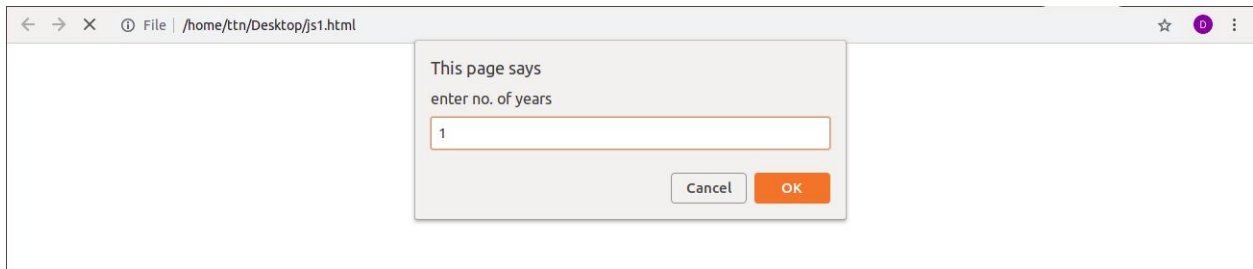 File | /home/ttn/Desktop/js1.html
D
This page says
enter no. of years
1
Cancel OK